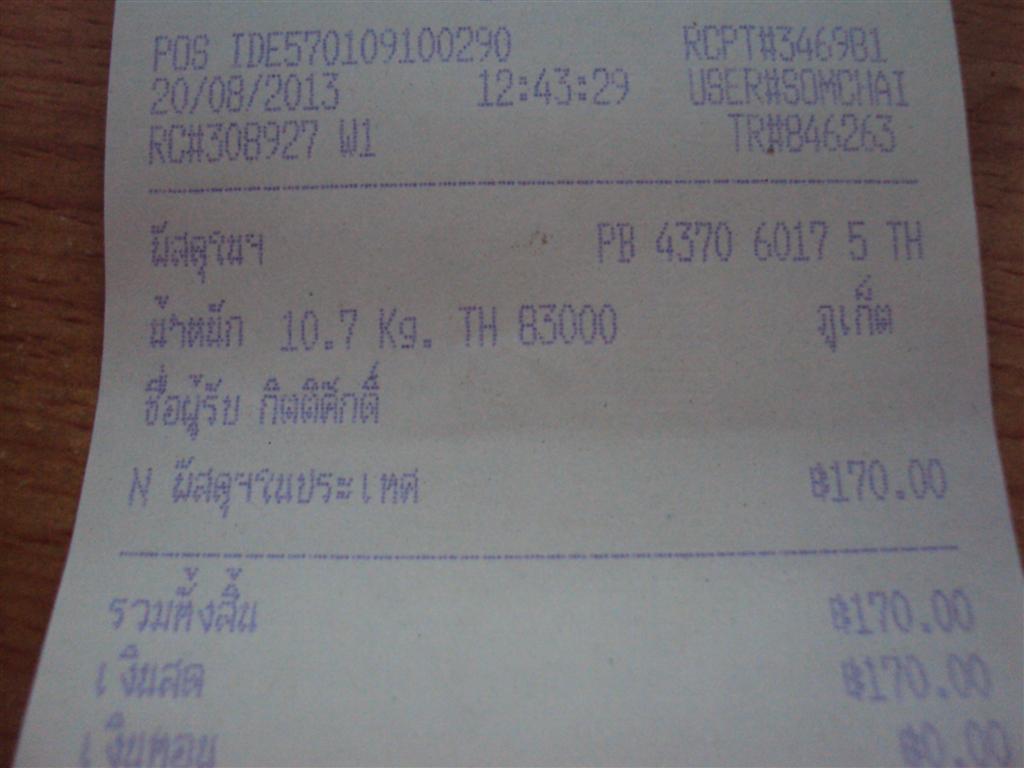 POS IDE570109100290 RCPT#3469B1
20/08/2013 12:43:29 USER#SOMCHAI
RC#308927 W1 TR#846263
พัสดุในฯ PB 4370 6017 5 TH
น้ำหนัก 10.7 Kg. TH 83000 ภูเก็ต
ชื่อผู้รับ กิตติศักดิ์
N พัสดุฯในประเทศ ฿170.00
รวมทั้งสิ้น ฿170.00
เงินสด ฿170.00
เงินทอน ฿0.00